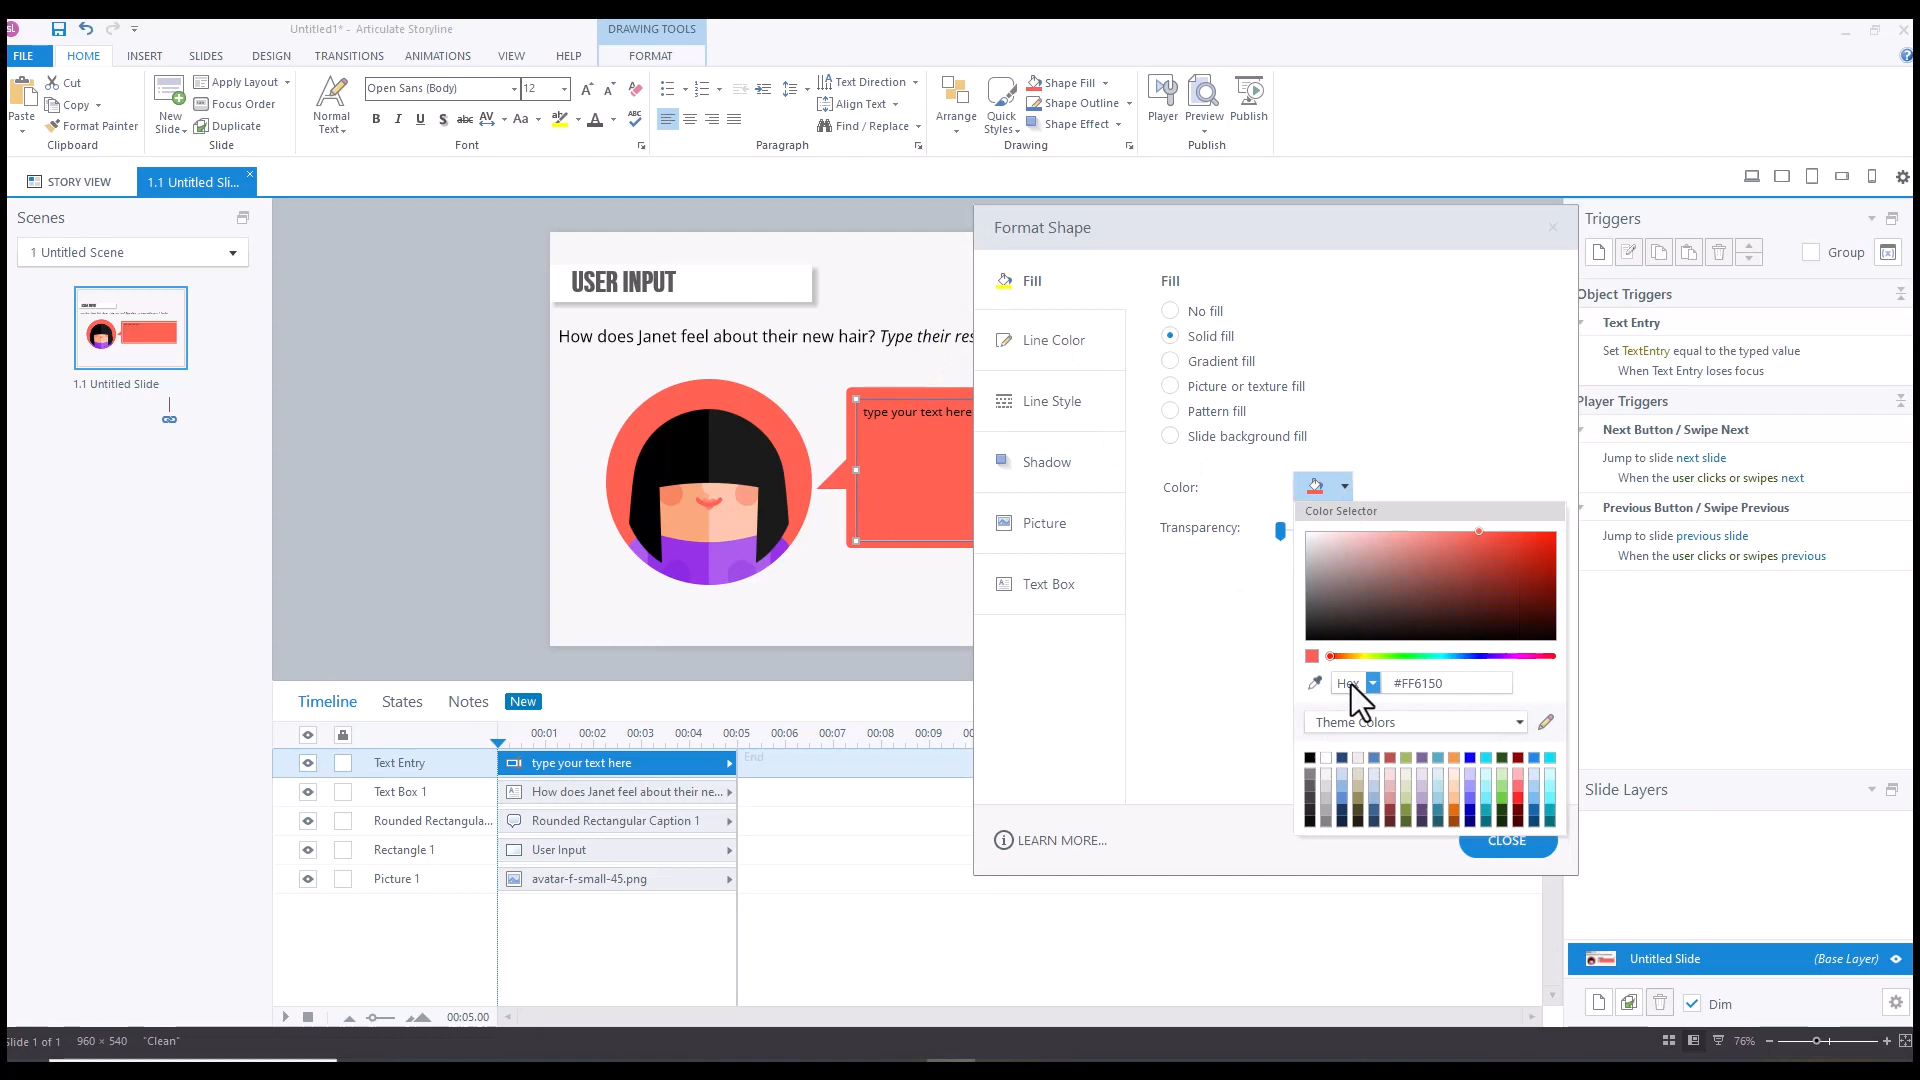 SL
Untitled1* - Articulate Storyline
DRAWING TOOLS
FILE HOME INSERT SLIDES DESIGN TRANSITIONS ANIMATIONS VIEW HELP FORMAT
Paste
Cut
Copy
Format Painter
Clipboard
New Slide
Apply Layout
Focus Order
Duplicate
Slide
Normal Text
Open Sans (Body) 12
B I U S abc AV Aa A ABC
Font
Text Direction
Align Text
Find / Replace
Paragraph
Arrange
Quick Styles
Shape Fill
Shape Outline
Shape Effect
Drawing
Player Preview Publish
Publish
STORY VIEW
1.1 Untitled Sli...
Scenes
1 Untitled Scene
USER INPUT
1.1 Untitled Slide
USER INPUT
How does Janet feel about their new hair? Type their res
type your text here
Format Shape
Fill
Line Color
Line Style
Shadow
Picture
Text Box
Fill
No fill
Solid fill
Gradient fill
Picture or texture fill
Pattern fill
Slide background fill
Color:
Transparency:
Color Selector
Hex #FF6150
Theme Colors
LEARN MORE...
CLOSE
Triggers
Group
Object Triggers
Text Entry
Set TextEntry equal to the typed value
When Text Entry loses focus
Player Triggers
Next Button / Swipe Next
Jump to slide next slide
When the user clicks or swipes next
Previous Button / Swipe Previous
Jump to slide previous slide
When the user clicks or swipes previous
Slide Layers
Untitled Slide (Base Layer)
Dim
Timeline States Notes New
00:01 00:02 00:03 00:04 00:05 00:06 00:07 00:08 00:09
Text Entry type your text here End
Text Box 1 How does Janet feel about their ne...
Rounded Rectangula... Rounded Rectangular Caption 1
Rectangle 1 User Input
Picture 1 avatar-f-small-45.png
00:05.00
Slide 1 of 1 960 × 540 "Clean"
76%